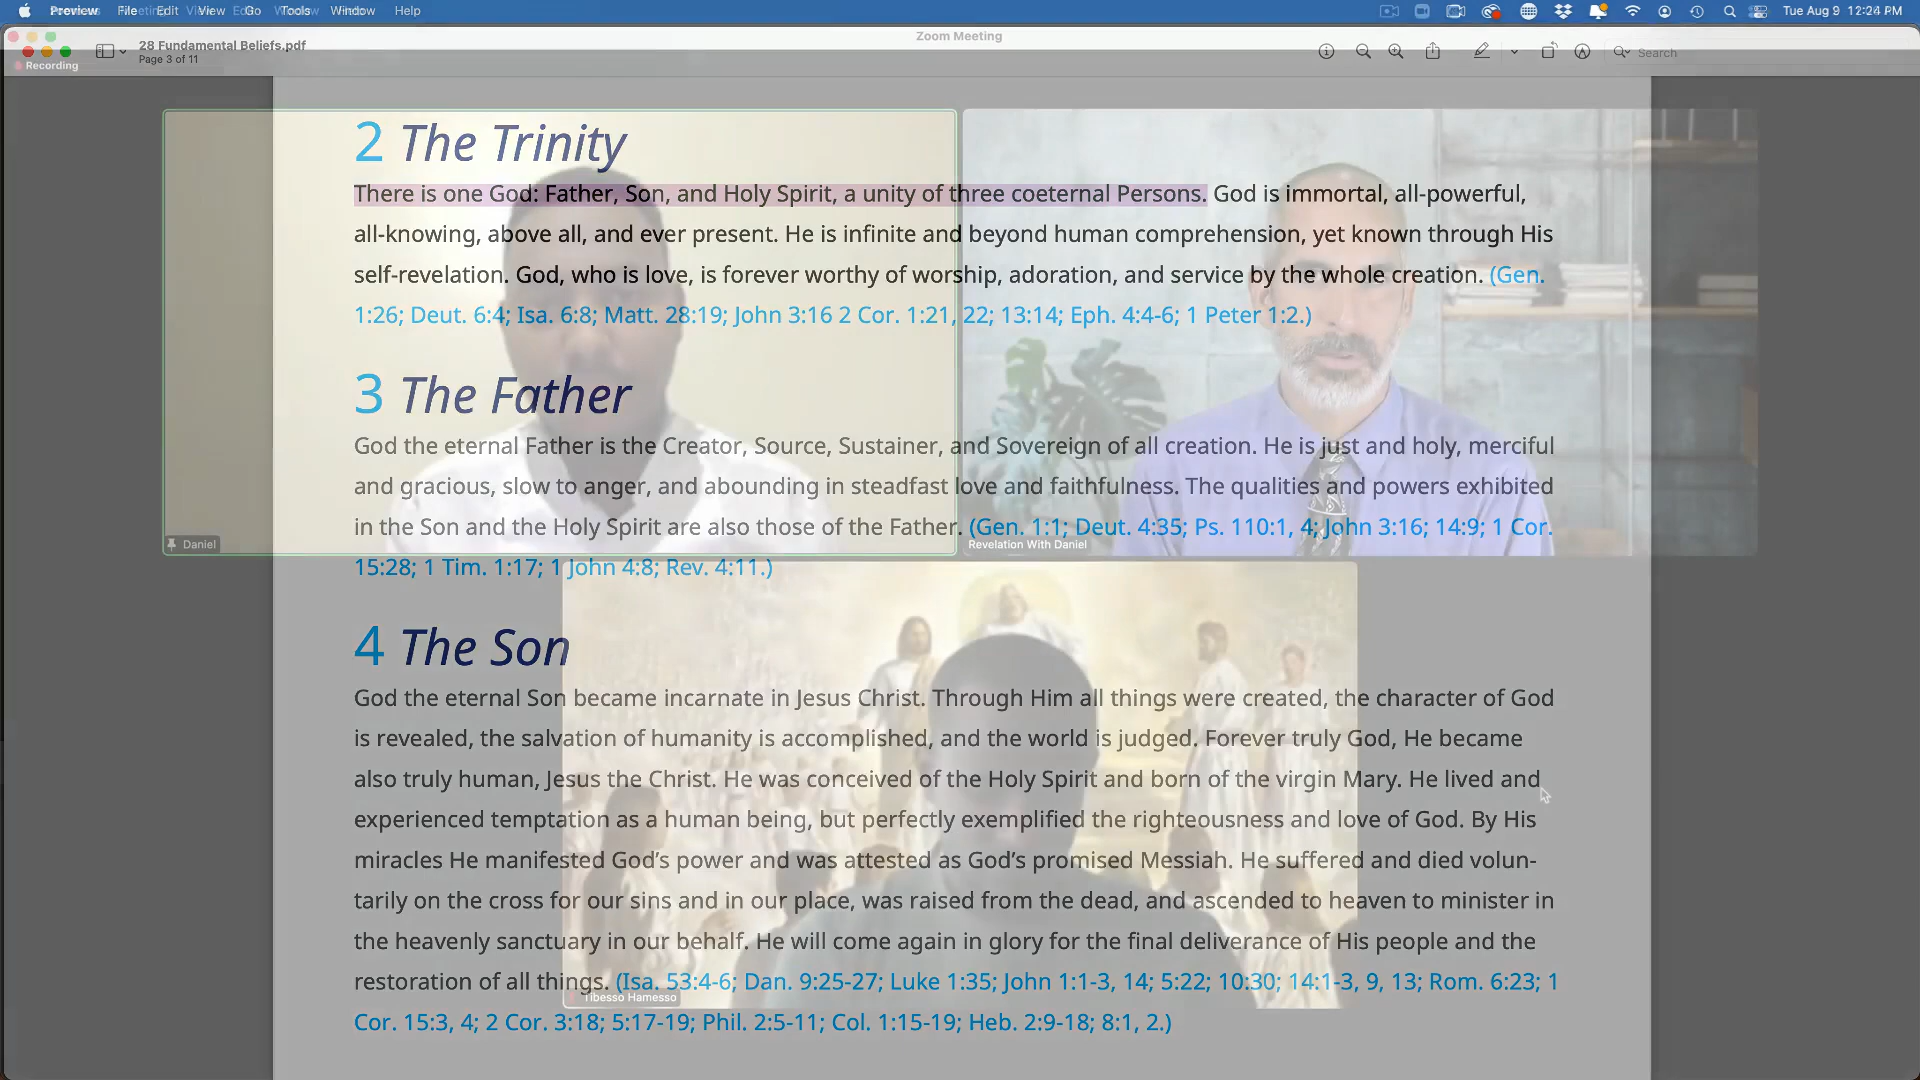 Preview File Edit View Go Tools Window Help
Tue Aug 9 12:24 PM
Zoom Meeting
28 Fundamental Beliefs.pdf
Page 3 of 11
Search
Recording
2 The Trinity
There is one God: Father, Son, and Holy Spirit, a unity of three coeternal Persons. God is immortal, all-powerful,
all-knowing, above all, and ever present. He is infinite and beyond human comprehension, yet known through His
self-revelation. God, who is love, is forever worthy of worship, adoration, and service by the whole creation. (Gen.
1:26; Deut. 6:4; Isa. 6:8; Matt. 28:19; John 3:16 2 Cor. 1:21, 22; 13:14; Eph. 4:4-6; 1 Peter 1:2.)
3 The Father
God the eternal Father is the Creator, Source, Sustainer, and Sovereign of all creation. He is just and holy, merciful
and gracious, slow to anger, and abounding in steadfast love and faithfulness. The qualities and powers exhibited
in the Son and the Holy Spirit are also those of the Father. (Gen. 1:1; Deut. 4:35; Ps. 110:1, 4; John 3:16; 14:9; 1 Cor.
Daniel
Revelation With Daniel
15:28; 1 Tim. 1:17; 1 John 4:8; Rev. 4:11.)
4 The Son
God the eternal Son became incarnate in Jesus Christ. Through Him all things were created, the character of God
is revealed, the salvation of humanity is accomplished, and the world is judged. Forever truly God, He became
also truly human, Jesus the Christ. He was conceived of the Holy Spirit and born of the virgin Mary. He lived and
experienced temptation as a human being, but perfectly exemplified the righteousness and love of God. By His
miracles He manifested God’s power and was attested as God’s promised Messiah. He suffered and died volun-
tarily on the cross for our sins and in our place, was raised from the dead, and ascended to heaven to minister in
the heavenly sanctuary in our behalf. He will come again in glory for the final deliverance of His people and the
restoration of all things. (Isa. 53:4-6; Dan. 9:25-27; Luke 1:35; John 1:1-3, 14; 5:22; 10:30; 14:1-3, 9, 13; Rom. 6:23; 1
Tibesso Hamesso
Cor. 15:3, 4; 2 Cor. 3:18; 5:17-19; Phil. 2:5-11; Col. 1:15-19; Heb. 2:9-18; 8:1, 2.)